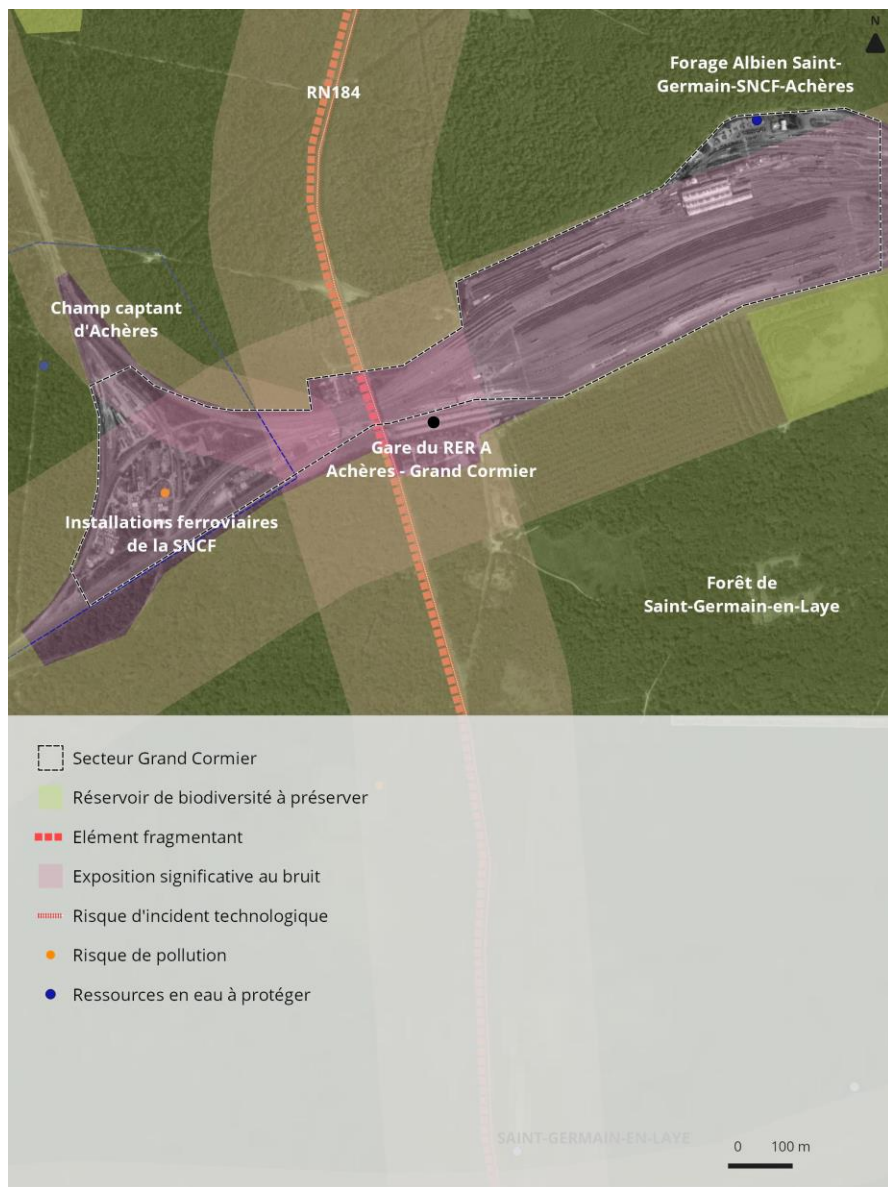 N
Forage Albien Saint-
Germain-SNCF-Achères
RN184
Champ captant
d'Achères
Gare du RER A
Achères - Grand Cormier
Installations ferroviaires
de la SNCF
Forêt de
Saint-Germain-en-Laye
Secteur Grand Cormier
Réservoir de biodiversité à préserver
Elément fragmentant
Exposition significative au bruit
Risque d'incident technologique
Risque de pollution
Ressources en eau à protéger
SAINT-GERMAIN-EN-LAYE
0 100 m